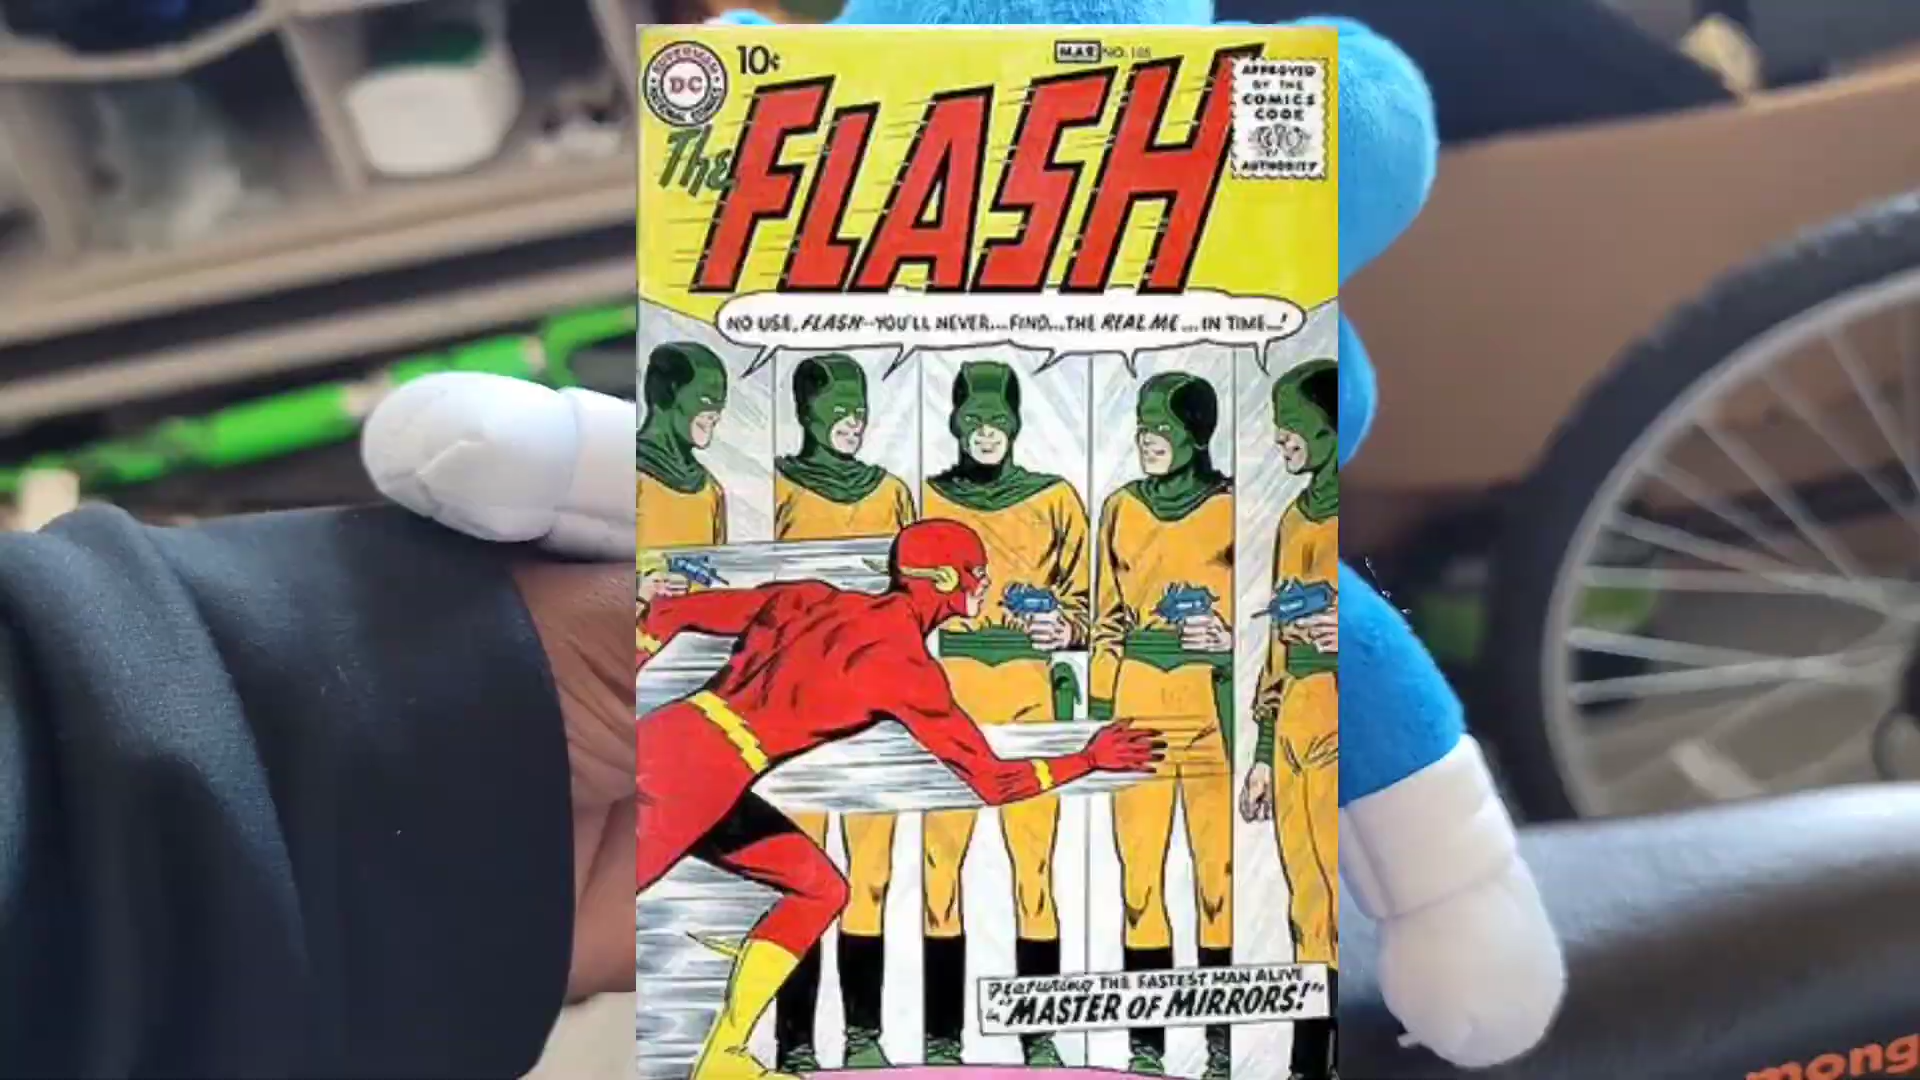 SUPERMAN
DC
NATIONAL COMICS
10¢
MAR NO. 105
APPROVED
BY THE
COMICS
CODE
AUTHORITY
The
FLASH
NO USE, FLASH--YOU'LL NEVER...FIND...THE REAL ME...IN TIME...!
Featuring THE FASTEST MAN ALIVE
in "MASTER OF MIRRORS!"
mong